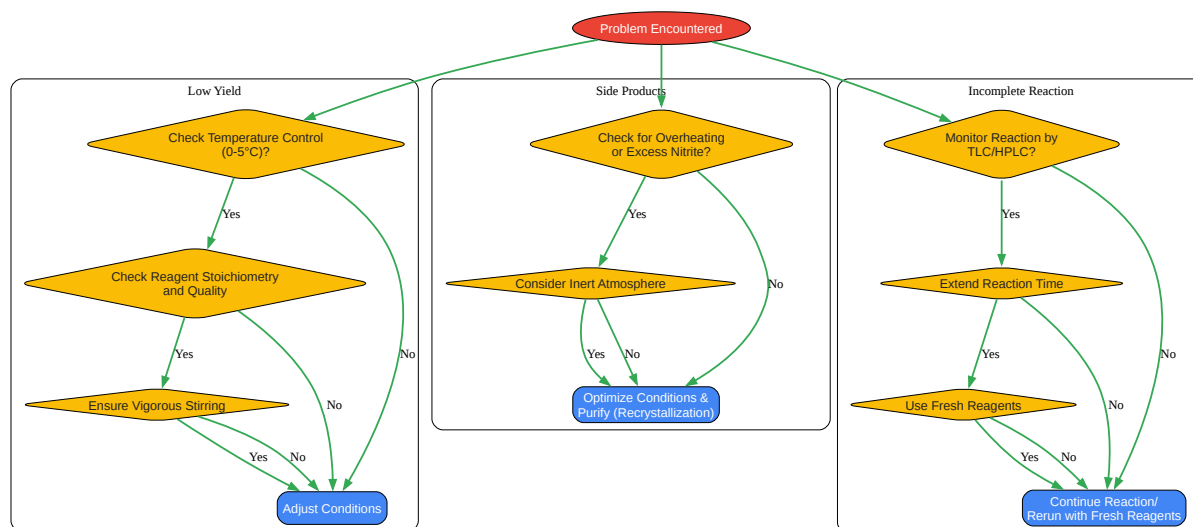 Problem Encountered
Low Yield
Check Temperature Control
(0-5°C)?
Yes
No
Check Reagent Stoichiometry
and Quality
Yes
No
Ensure Vigorous Stirring
Yes
No
Adjust Conditions
Side Products
Check for Overheating
or Excess Nitrite?
Yes
No
Consider Inert Atmosphere
Yes
No
Optimize Conditions &
Purify (Recrystallization)
Incomplete Reaction
Monitor Reaction by
TLC/HPLC?
Yes
No
Extend Reaction Time
Yes
No
Use Fresh Reagents
Yes
No
Continue Reaction/
Rerun with Fresh Reagents